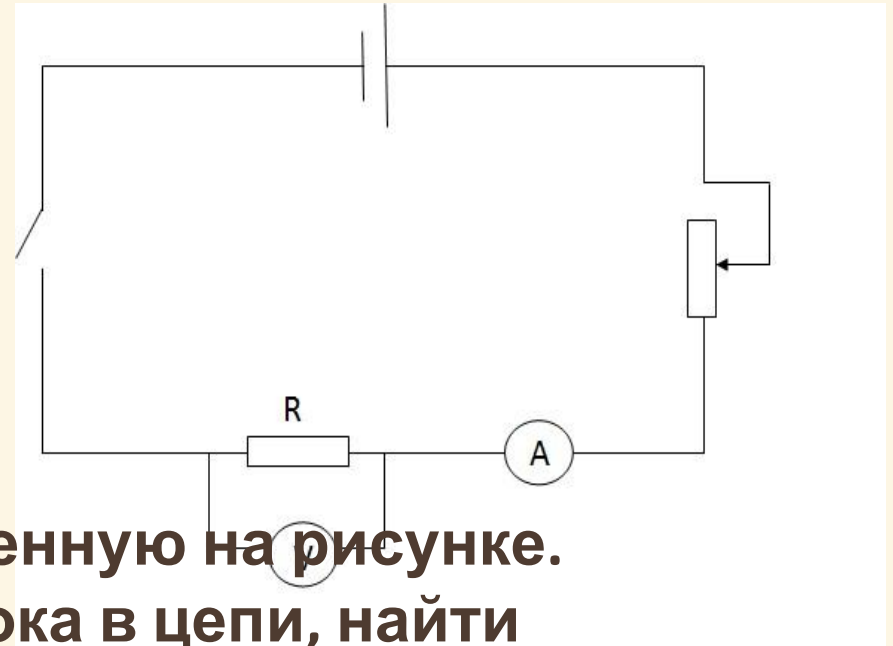 R
A
V
енную на рисунке.
ока в цепи, найти